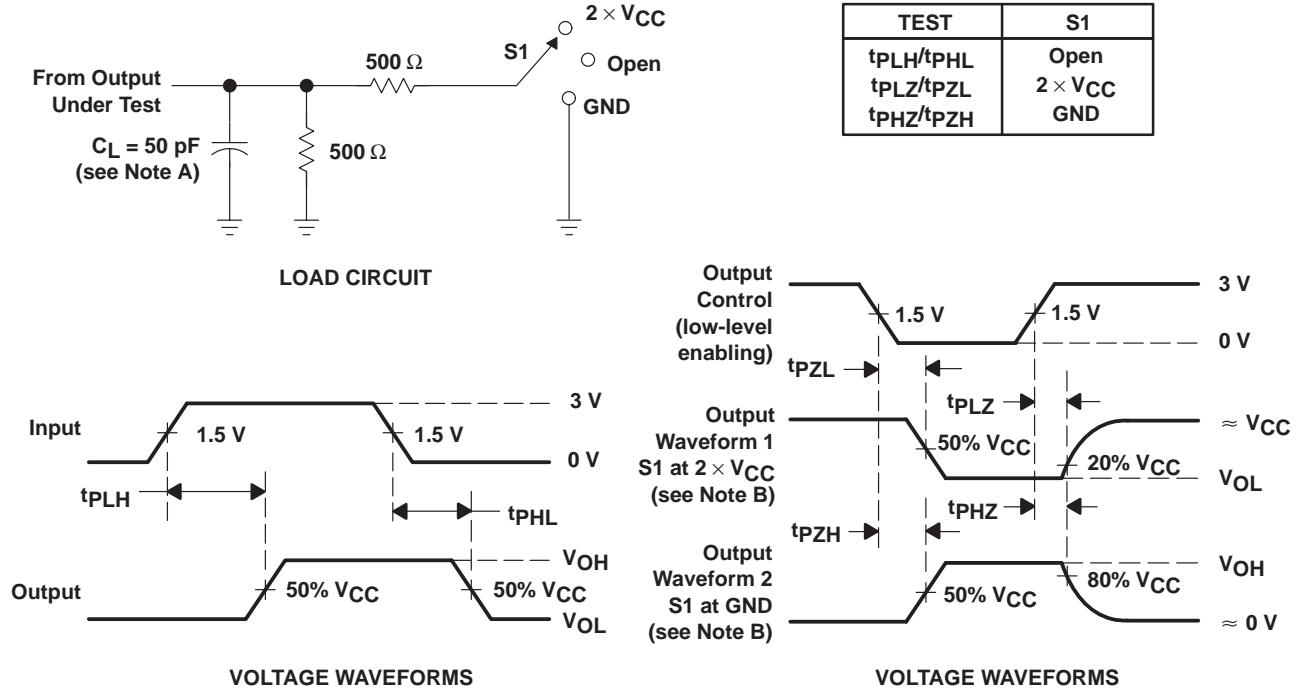 2 × VCC
S1
Open
GND
500 Ω
From Output
Under Test
CL = 50 pF
(see Note A)
500 Ω
LOAD CIRCUIT
TEST S1
tPLH/tPHL Open
tPLZ/tPZL 2 × VCC
tPHZ/tPZH GND
Input
1.5 V
1.5 V
3 V
0 V
tPLH
tPHL
Output
50% VCC
50% VCC
VOH
VOL
VOLTAGE WAVEFORMS
Output
Control
(low-level
enabling)
1.5 V
1.5 V
3 V
0 V
tPZL
tPLZ
Output
Waveform 1
S1 at 2 × VCC
(see Note B)
50% VCC
20% VCC
≈ VCC
VOL
tPZH
tPHZ
Output
Waveform 2
S1 at GND
(see Note B)
50% VCC
80% VCC
VOH
≈ 0 V
VOLTAGE WAVEFORMS